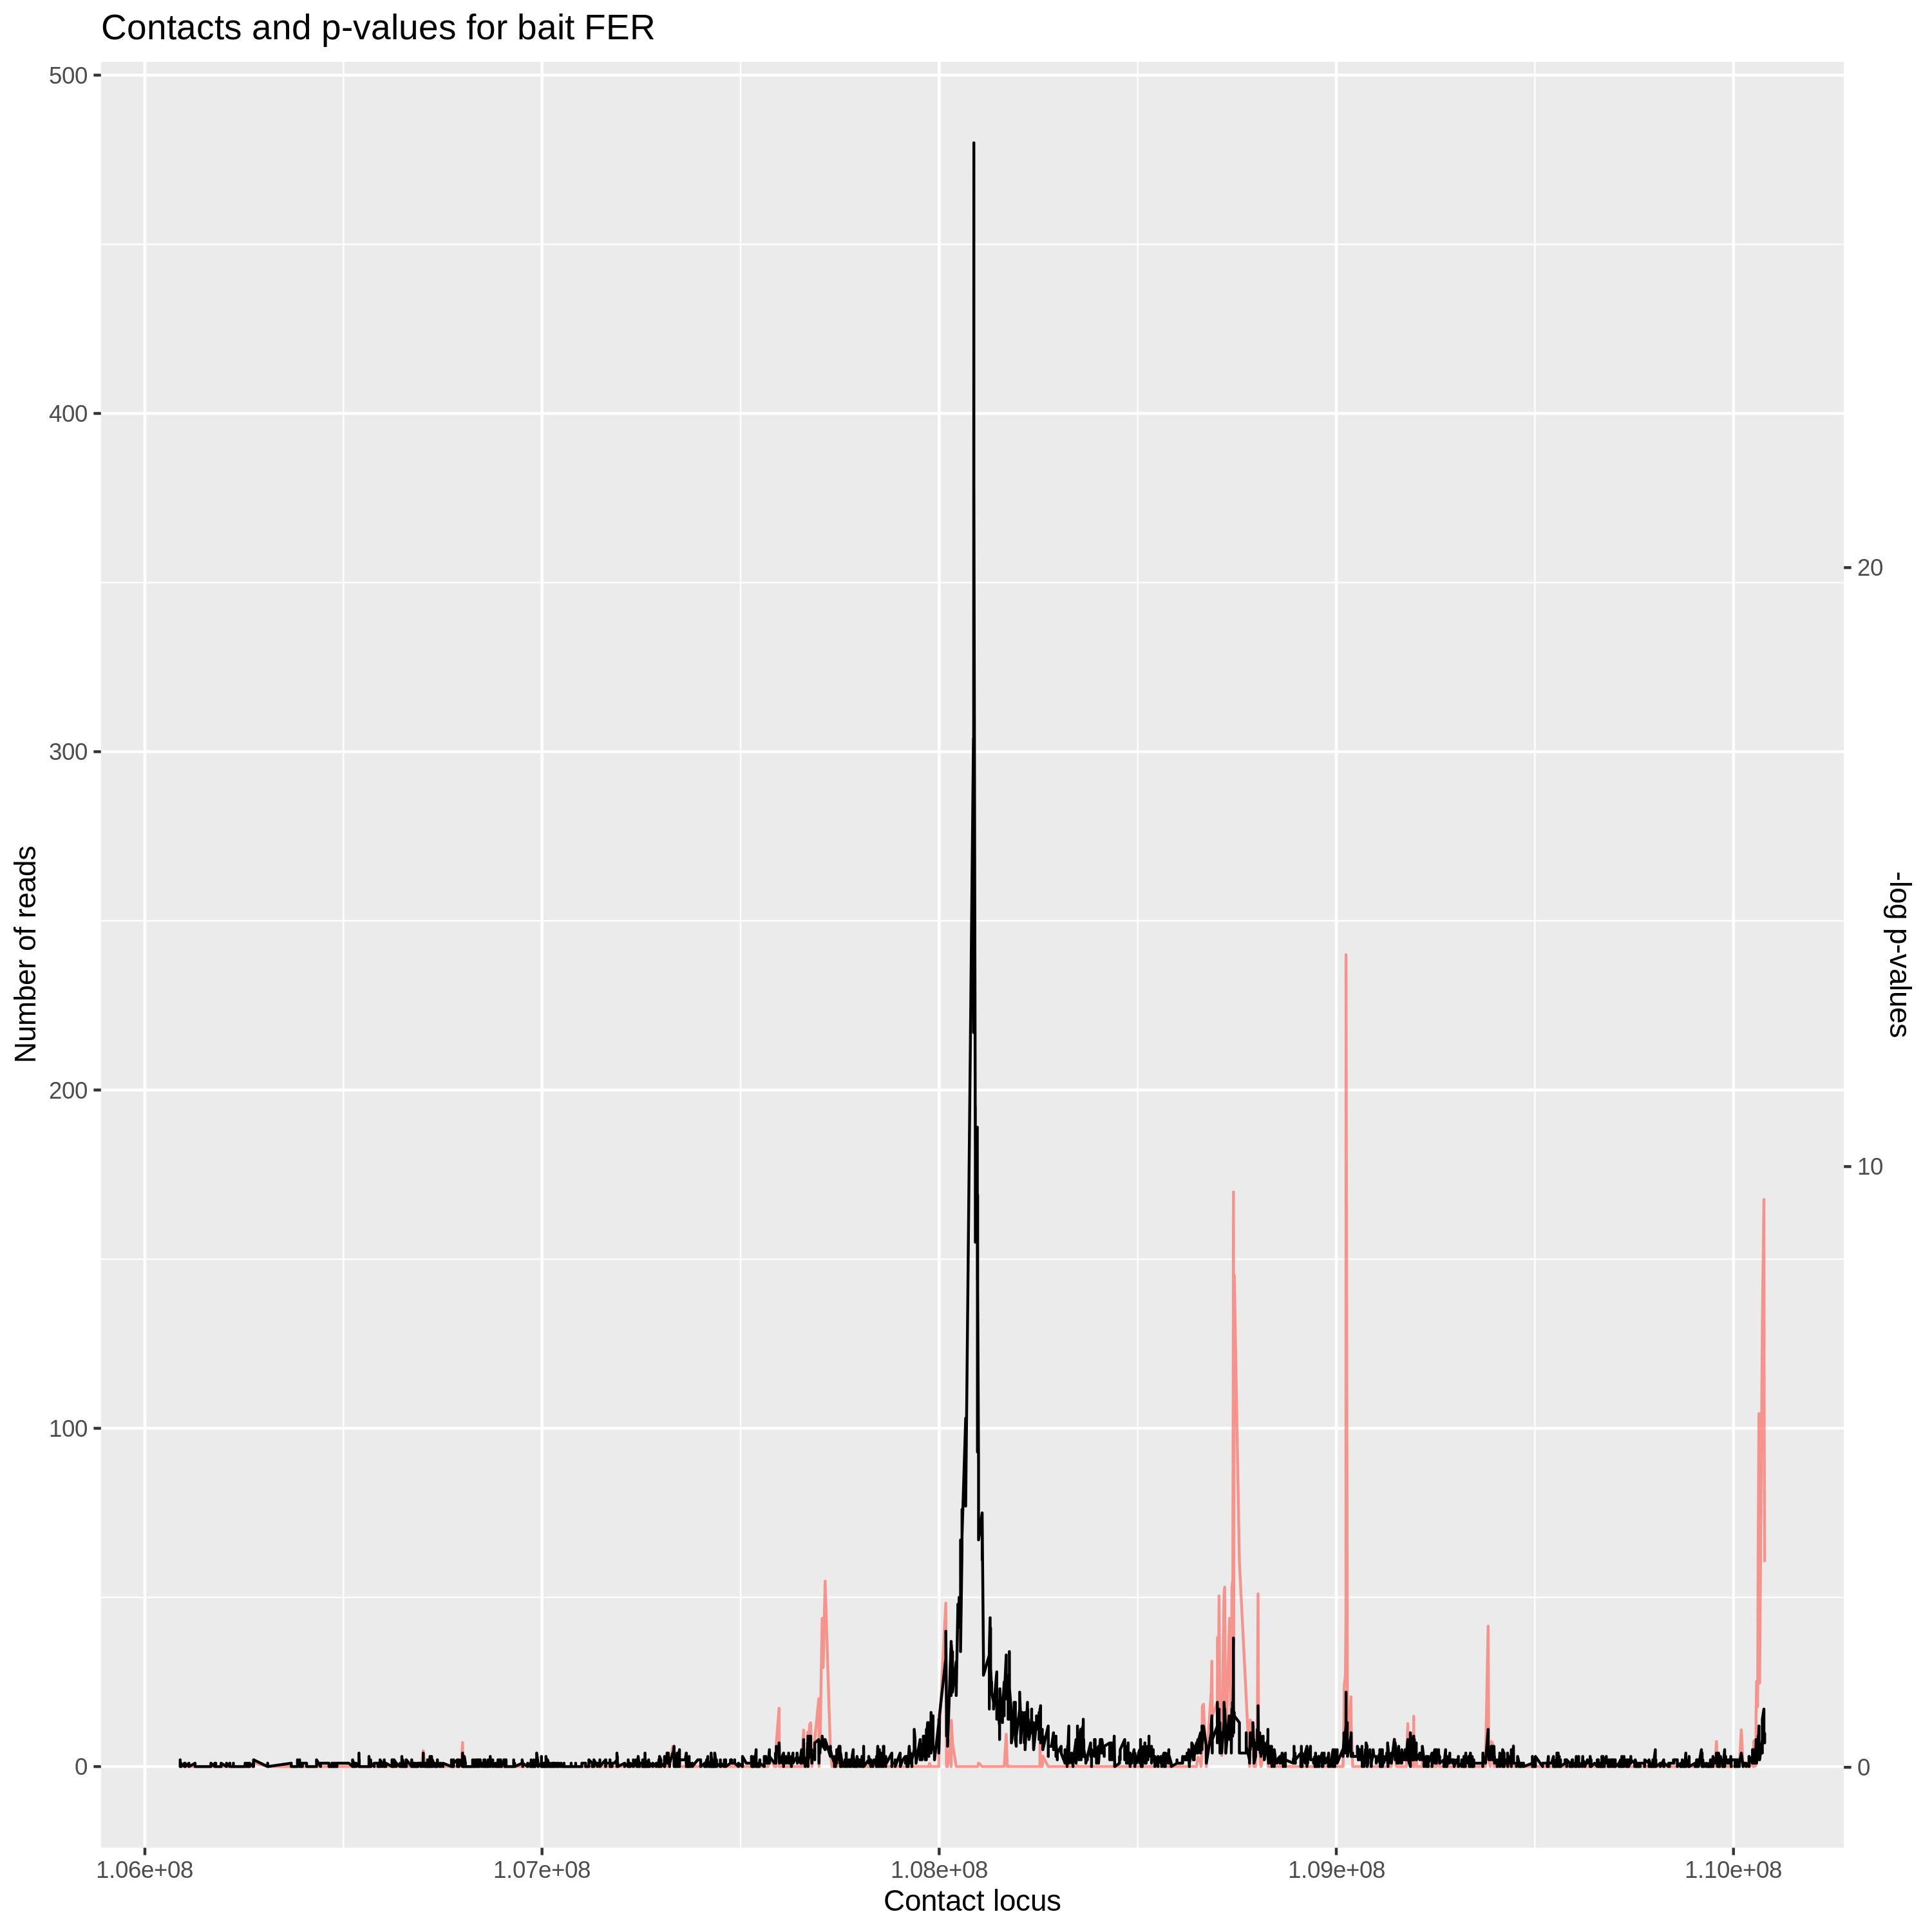 Contacts and p-values for bait FER
500
400
300
200
100
0
Number of reads
20
10
0
-log p-values
1.06e+08
1.07e+08
1.08e+08
1.09e+08
1.10e+08
Contact locus